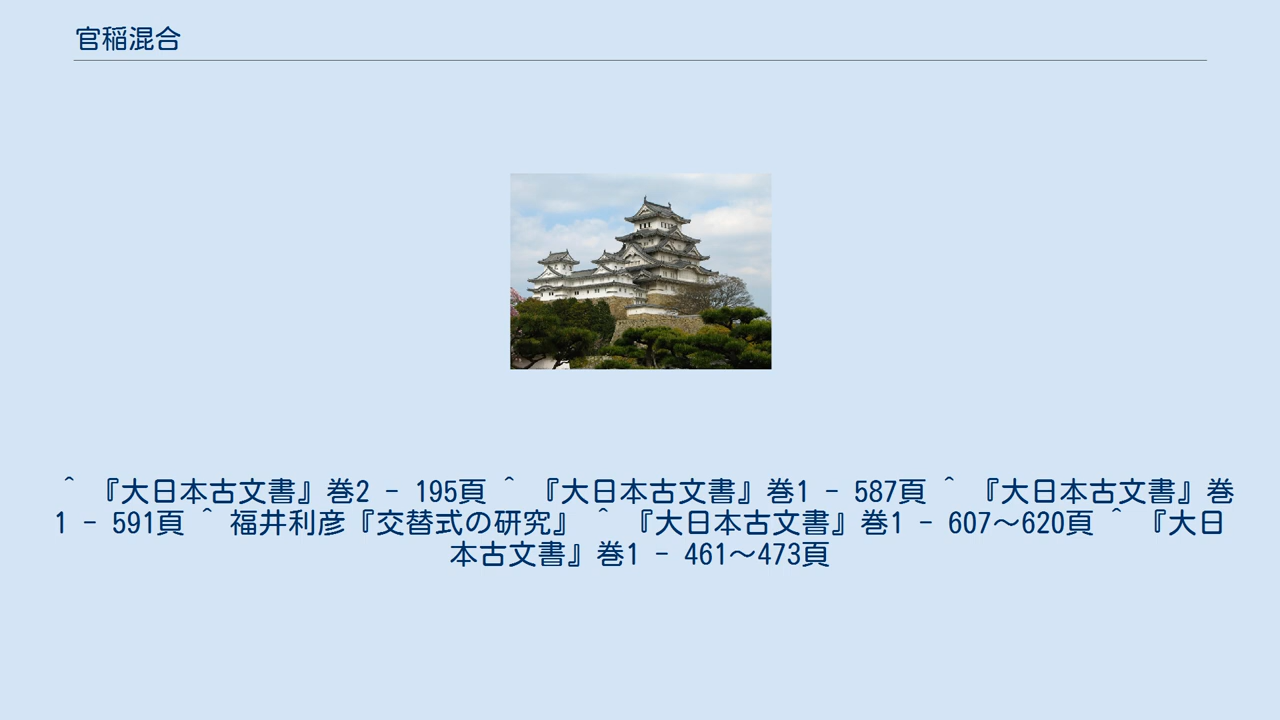 官稲混合
^ 『大日本古文書』巻2 - 195頁 ^ 『大日本古文書』巻1 - 587頁 ^ 『大日本古文書』巻
1 - 591頁 ^ 福井利彦『交替式の研究』 ^ 『大日本古文書』巻1 - 607〜620頁 ^ 『大日
本古文書』巻1 - 461〜473頁